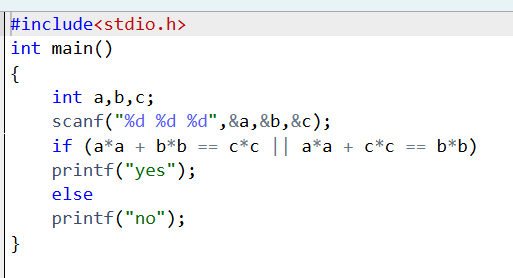 #include<stdio.h>
int main()
{
    int a,b,c;
    scanf("%d %d %d",&a,&b,&c);
    if (a*a + b*b == c*c || a*a + c*c == b*b)
    printf("yes");
    else
    printf("no");
}